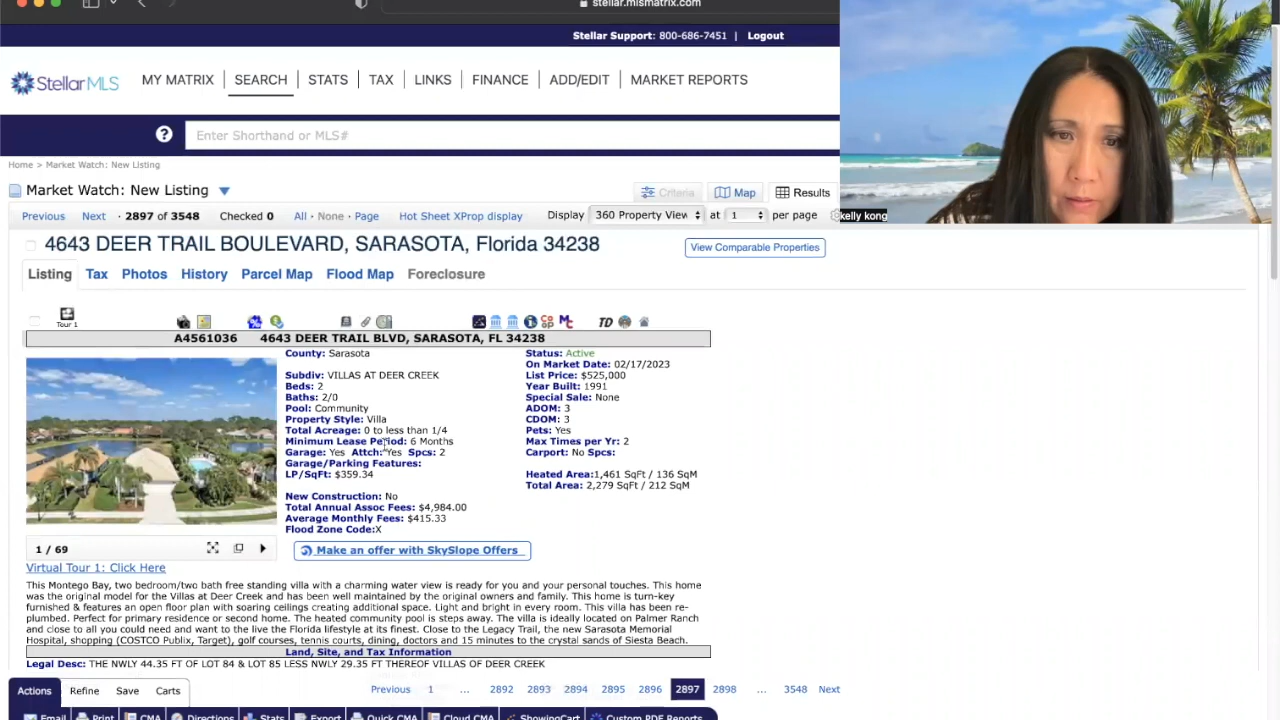 stellar.mlsmatrix.com
Stellar Support: 800-686-7451 | Logout
StellarMLS MY MATRIX SEARCH STATS TAX LINKS FINANCE ADD/EDIT MARKET REPORTS
? Enter Shorthand or MLS#
Home > Market Watch: New Listing
Market Watch: New Listing Criteria Map Results
Previous Next · 2897 of 3548 Checked 0 All · None · Page Hot Sheet XProp display Display 360 Property View at 1 per page kelly kong
4643 DEER TRAIL BOULEVARD, SARASOTA, Florida 34238 View Comparable Properties
Listing Tax Photos History Parcel Map Flood Map Foreclosure
Tour 1 TD
A4561036 4643 DEER TRAIL BLVD, SARASOTA, FL 34238
County: Sarasota Status: Active
On Market Date: 02/17/2023
Subdiv: VILLAS AT DEER CREEK List Price: $525,000
Beds: 2 Year Built: 1991
Baths: 2/0 Special Sale: None
Pool: Community ADOM: 3
Property Style: Villa CDOM: 3
Total Acreage: 0 to less than 1/4 Pets: Yes
Minimum Lease Period: 6 Months Max Times per Yr: 2
Garage: Yes Attch: Yes Spcs: 2 Carport: No Spcs:
Garage/Parking Features:
LP/SqFt: $359.34 Heated Area:1,461 SqFt / 136 SqM
Total Area: 2,279 SqFt / 212 SqM
New Construction: No
Total Annual Assoc Fees: $4,984.00
Average Monthly Fees: $415.33
Flood Zone Code:X
1 / 69 Make an offer with SkySlope Offers
Virtual Tour 1: Click Here
This Montego Bay, two bedroom/two bath free standing villa with a charming water view is ready for you and your personal touches. This home
was the original model for the Villas at Deer Creek and has been well maintained by the original owners and family. This home is turn-key
furnished & features an open floor plan with soaring ceilings creating additional space. Light and bright in every room. This villa has been re-
plumbed. Perfect for primary residence or second home. The heated community pool is steps away. The villa is ideally located on Palmer Ranch
and close to all you could need and want to the live the Florida lifestyle at its finest. Close to the Legacy Trail, the new Sarasota Memorial
Hospital, shopping (COSTCO Publix, Target), golf courses, tennis courts, dining, doctors and 15 minutes to the crystal sands of Siesta Beach.
Land, Site, and Tax Information
Legal Desc: THE NWLY 44.35 FT OF LOT 84 & LOT 85 LESS NWLY 29.35 FT THEREOF VILLAS OF DEER CREEK
Actions Refine Save Carts Previous 1 ... 2892 2893 2894 2895 2896 2897 2898 ... 3548 Next
Email Print CMA Directions Stats Export Quick CMA Cloud CMA ShowingCart Custom PDF Reports